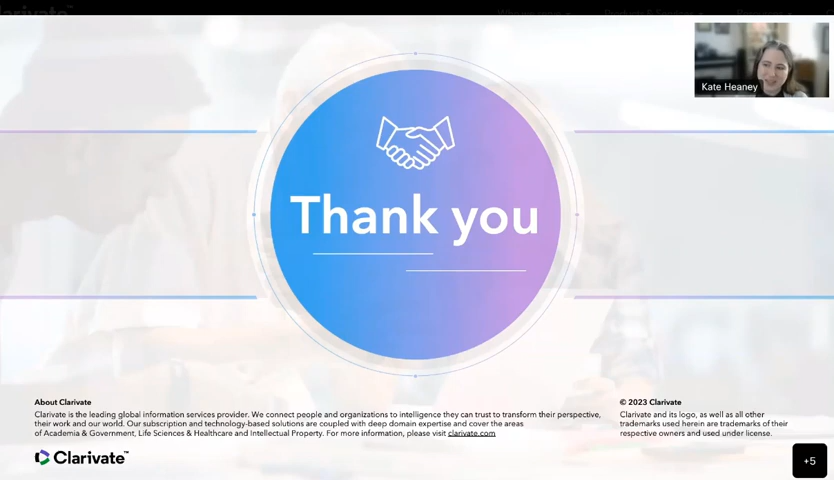 Kate Heaney
Thank you
About Clarivate
Clarivate is the leading global information services provider. We connect people and organizations to intelligence they can trust to transform their perspective,
their work and our world. Our subscription and technology-based solutions are coupled with deep domain expertise and cover the areas
of Academia & Government, Life Sciences & Healthcare and Intellectual Property. For more information, please visit clarivate.com
© 2023 Clarivate
Clarivate and its logo, as well as all other
trademarks used herein are trademarks of their
respective owners and used under license.
Clarivate™
+5